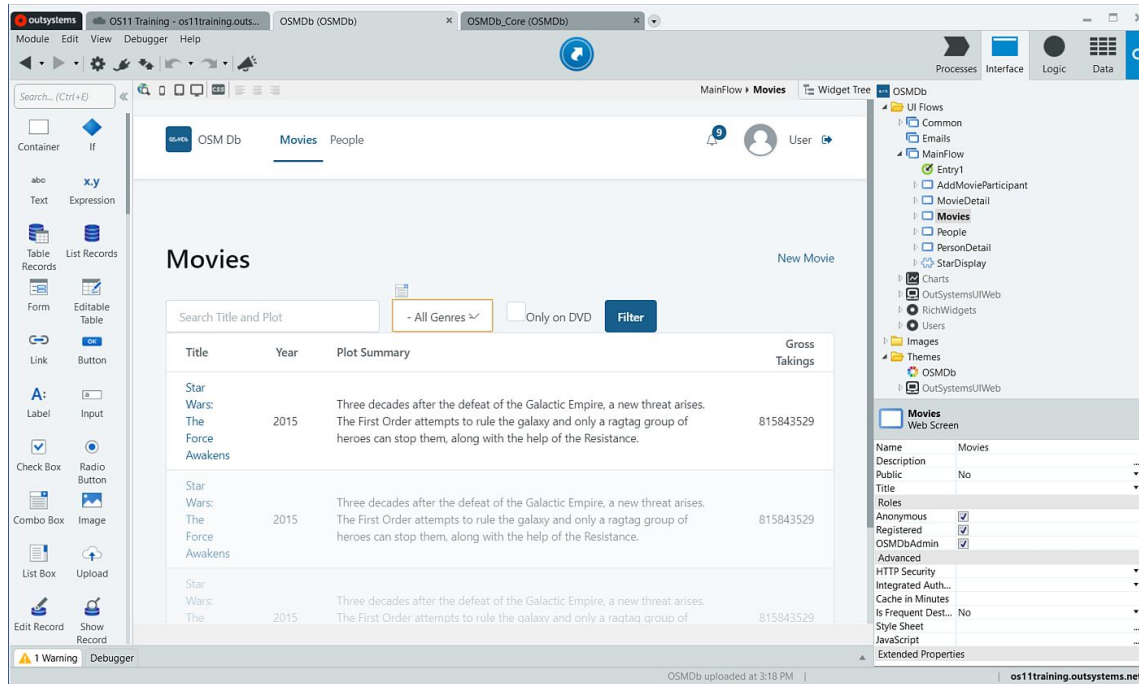 outsystems
OS11 Training - os11training.outs...
OSMDb (OSMDb)
OSMDb_Core (OSMDb)
Module Edit View Debugger Help
Processes Interface Logic Data
Search... (Ctrl+E)
CSS
MainFlow Movies
Widget Tree
Container If
abc x.y
Text Expression
Table Records List Records
Form Editable Table
OK
Link Button
A:
Label Input
Check Box Radio Button
Combo Box Image
List Box Upload
Edit Record Show Record
OSM Db Movies People
9
User
Movies
New Movie
Search Title and Plot
- All Genres
Only on DVD
Filter
Title Year Plot Summary Gross Takings
Star Wars: The Force Awakens
2015
Three decades after the defeat of the Galactic Empire, a new threat arises.
The First Order attempts to rule the galaxy and only a ragtag group of
heroes can stop them, along with the help of the Resistance.
815843529
Star Wars: The Force Awakens
2015
Three decades after the defeat of the Galactic Empire, a new threat arises.
The First Order attempts to rule the galaxy and only a ragtag group of
heroes can stop them, along with the help of the Resistance.
815843529
Star Wars: The
2015
Three decades after the defeat of the Galactic Empire, a new threat arises.
The First Order attempts to rule the galaxy and only a ragtag group of
815843529
OSMDb
UI Flows
Common
Emails
MainFlow
Entry1
AddMovieParticipant
MovieDetail
Movies
People
PersonDetail
StarDisplay
Charts
OutSystemsUIWeb
RichWidgets
Users
Images
Themes
OSMDb
OutSystemsUIWeb
Movies
Web Screen
Name Movies
Description ...
Public No
Title
Roles
Anonymous
Registered
OSMDbAdmin
Advanced
HTTP Security
Integrated Auth...
Cache in Minutes
Is Frequent Dest... No
Style Sheet ...
JavaScript ...
Extended Properties
1 Warning Debugger
OSMDb uploaded at 3:18 PM | | os11training.outsystems.net